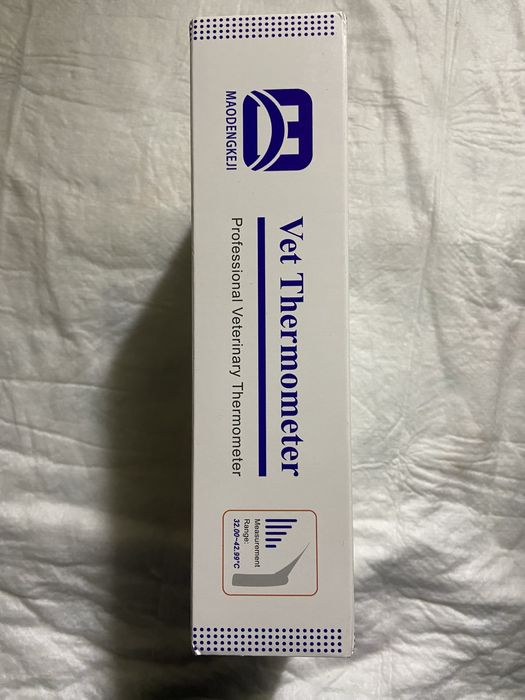 MAODENGKEJI
Vet Thermometer
Professional Veterinary Thermometer
Measurement
Range:
32.00~42.99°C